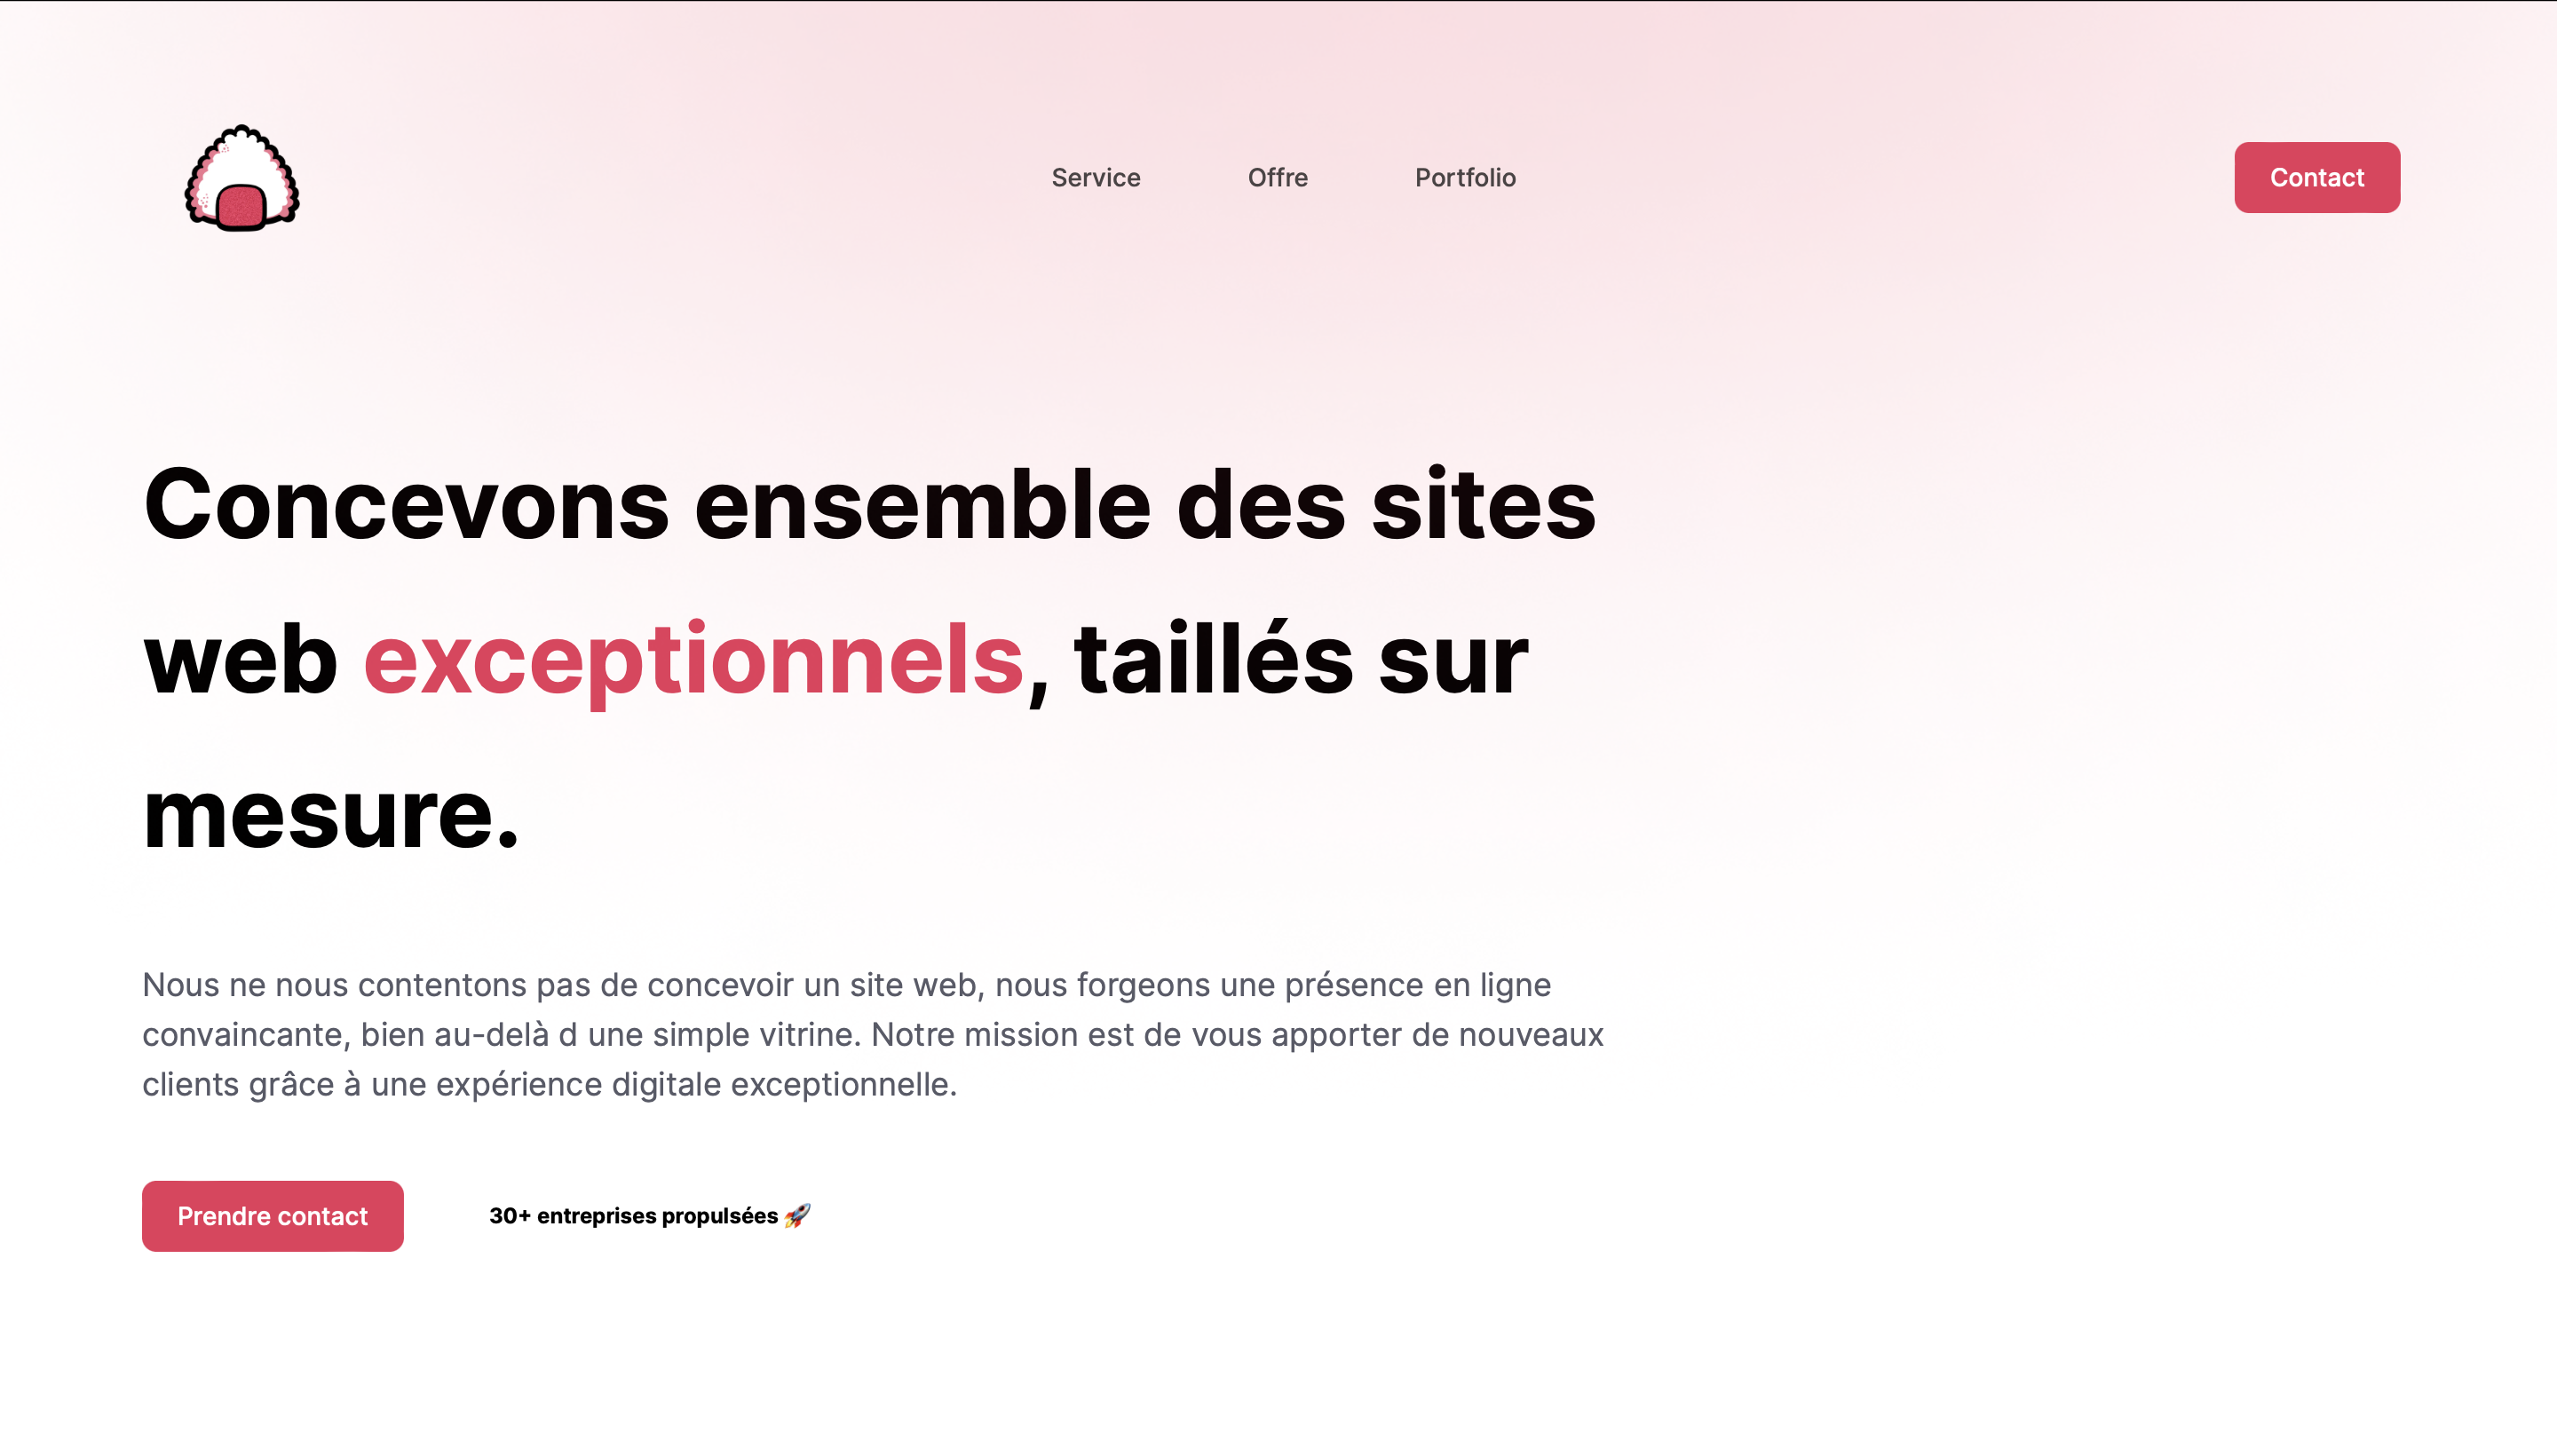 Service
Offre
Portfolio
Contact
Concevons ensemble des sites
web exceptionnels, taillés sur
mesure.
Nous ne nous contentons pas de concevoir un site web, nous forgeons une présence en ligne
convaincante, bien au-delà d une simple vitrine. Notre mission est de vous apporter de nouveaux
clients grâce à une expérience digitale exceptionnelle.
Prendre contact
30+ entreprises propulsées 🚀